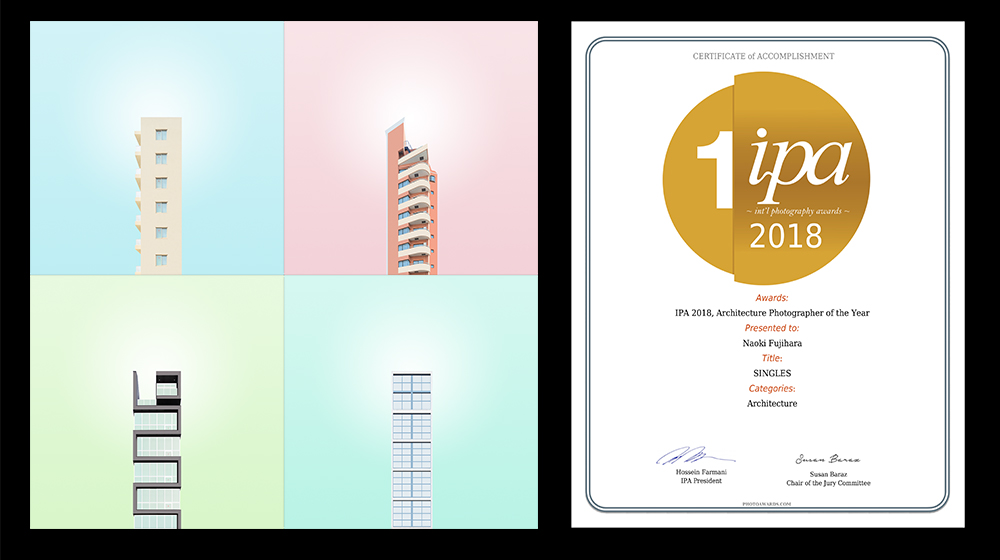 CERTIFICATE of ACCOMPLISHMENT
1
ipa
~ int'l photography awards ~
2018
Awards:
IPA 2018, Architecture Photographer of the Year
Presented to:
Naoki Fujihara
Title:
SINGLES
Categories:
Architecture
Susan Baraz
Hossein Farmani
IPA President
Susan Baraz
Chair of the Jury Committee
PHOTOAWARDS.COM